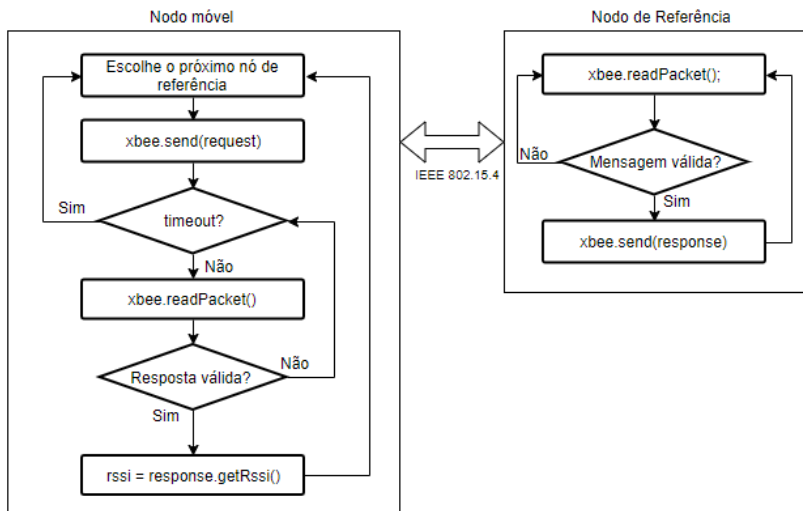 Nodo móvel
Escolhe o próximo nó de
referência
xbee.send(request)
Sim
timeout?
Não
xbee.readPacket()
Resposta válida?
Não
Sim
rssi = response.getRssi()
IEEE 802.15.4
Nodo de Referência
xbee.readPacket();
Não
Mensagem válida?
Sim
xbee.send(response)